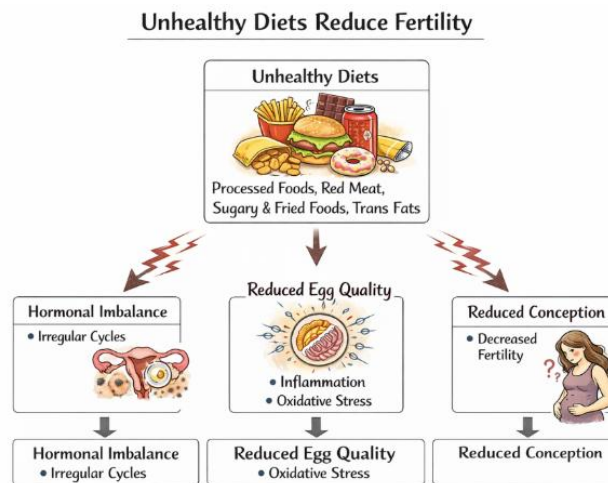 Unhealthy Diets Reduce Fertility
Unhealthy Diets
Processed Foods, Red Meat,
Sugary & Fried Foods, Trans Fats
Hormonal Imbalance
• Irregular Cycles
Reduced Egg Quality
• Inflammation
• Oxidative Stress
Reduced Conception
• Decreased
Fertility
??
Hormonal Imbalance
• Irregular Cycles
Reduced Egg Quality
• Oxidative Stress
Reduced Conception